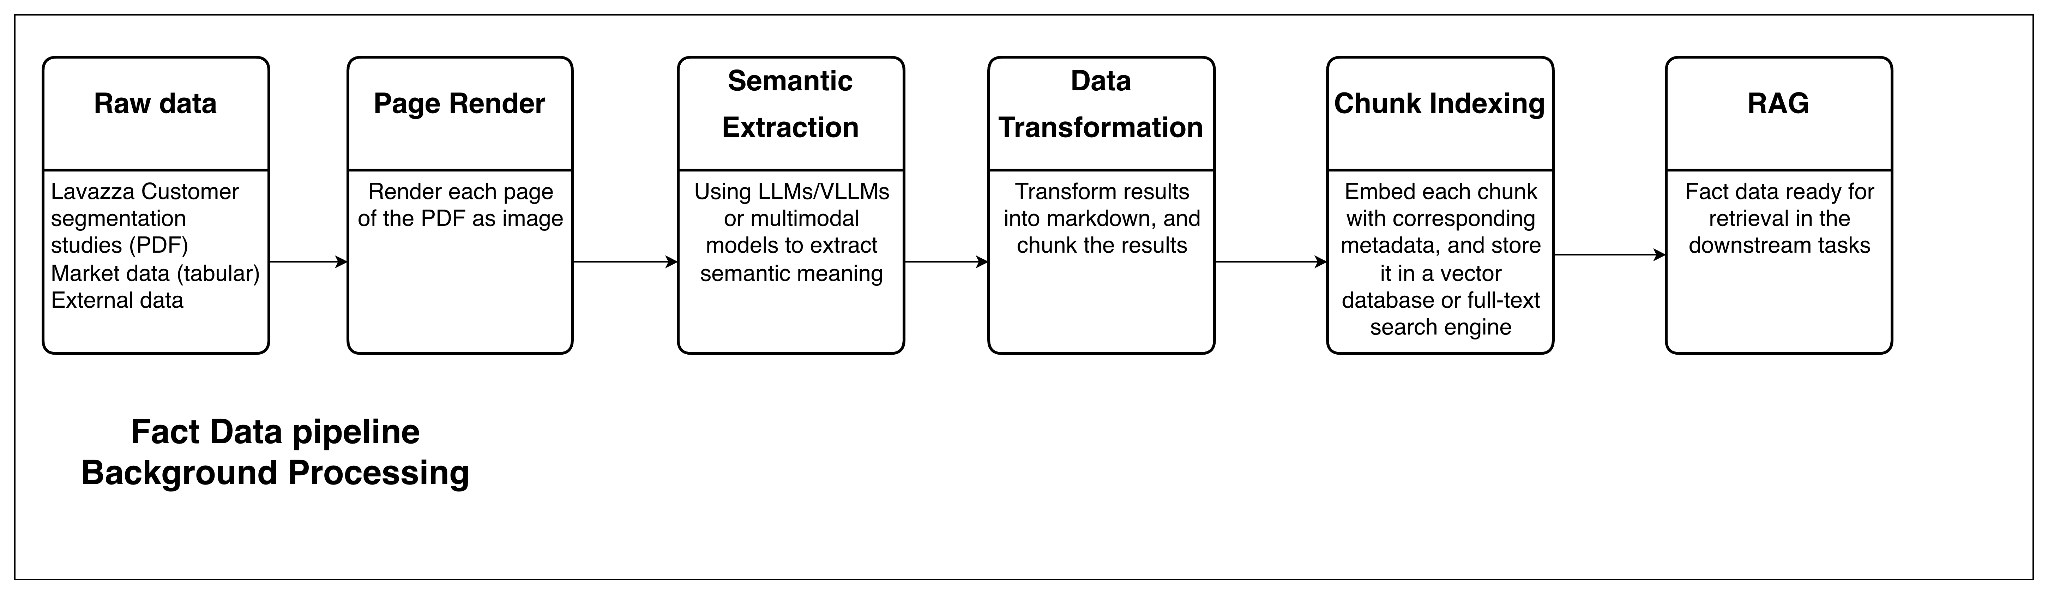 Raw data
Lavazza Customer
segmentation
studies (PDF)
Market data (tabular)
External data
Page Render
Render each page
of the PDF as image
Semantic
Extraction
Using LLMs/VLLMs
or multimodal
models to extract
semantic meaning
Data
Transformation
Transform results
into markdown, and
chunk the results
Chunk Indexing
Embed each chunk
with corresponding
metadata, and store
it in a vector
database or full-text
search engine
RAG
Fact data ready for
retrieval in the
downstream tasks
Fact Data pipeline
Background Processing